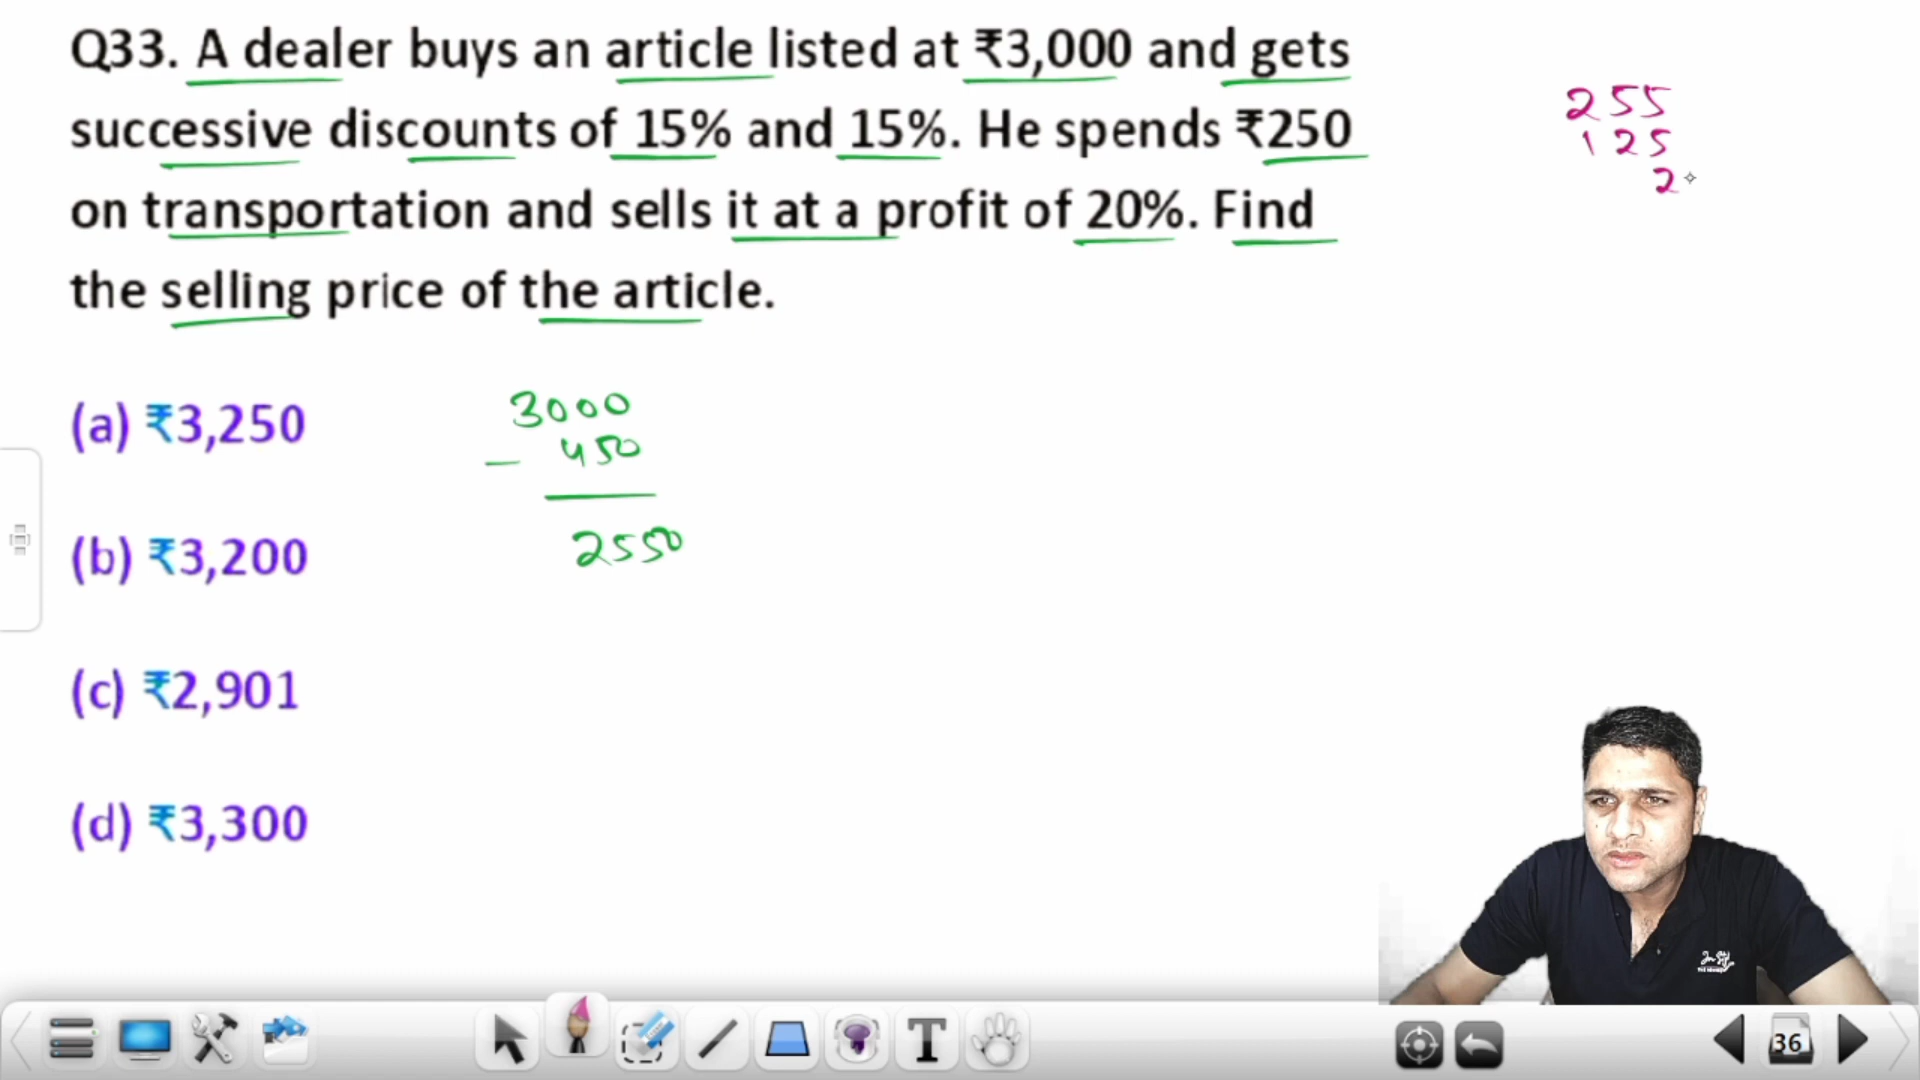 Q33. A dealer buys an article listed at ₹3,000 and gets
successive discounts of 15% and 15%. He spends ₹250
on transportation and sells it at a profit of 20%. Find
the selling price of the article.
255
125
2
(a) ₹3,250
3000
- 450
2550
(b) ₹3,200
(c) ₹2,901
(d) ₹3,300
T
36